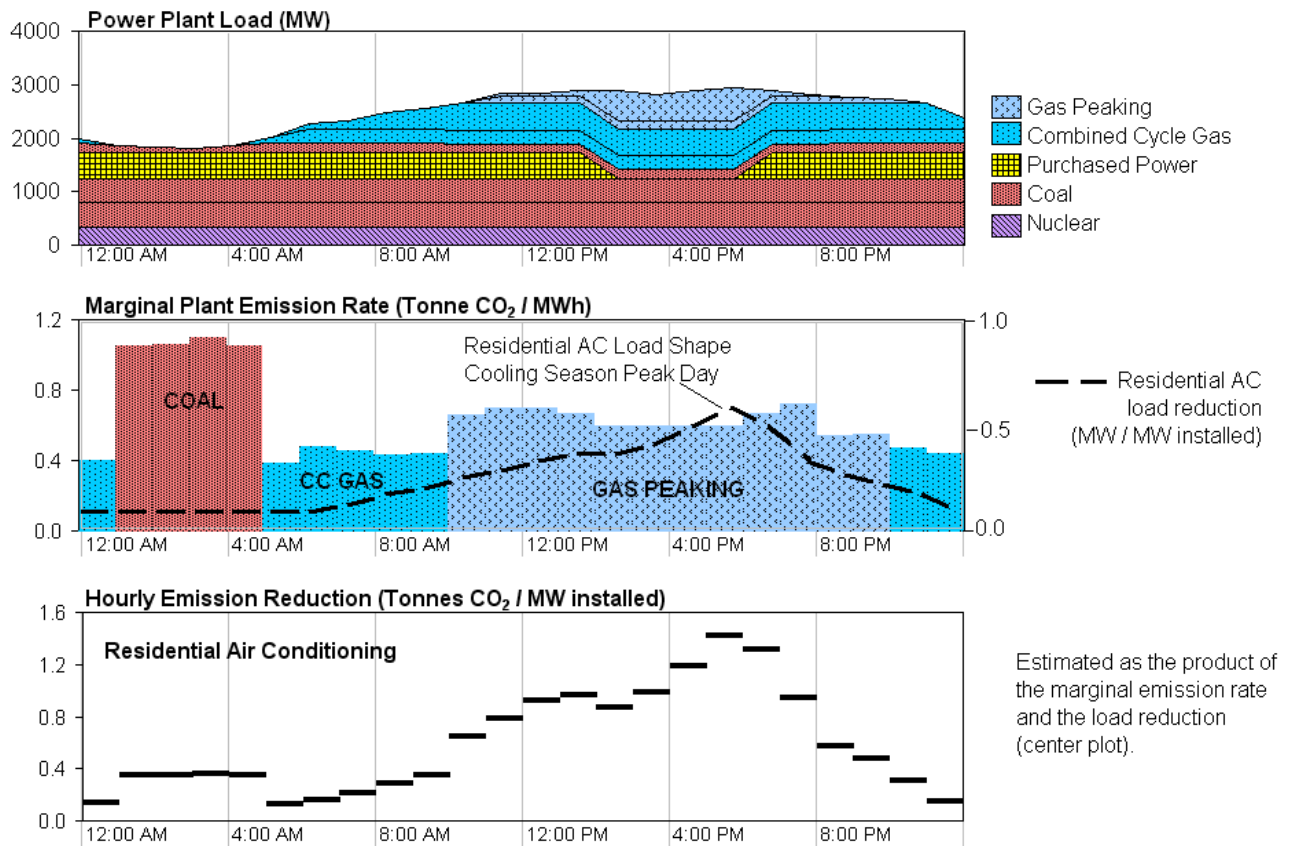 Power Plant Load (MW)
4000
3000
2000
1000
0
12:00 AM 4:00 AM 8:00 AM 12:00 PM 4:00 PM 8:00 PM
Gas Peaking
Combined Cycle Gas
Purchased Power
Coal
Nuclear
Marginal Plant Emission Rate (Tonne CO₂ / MWh)
1.2
0.8
0.4
0.0
1.0
0.5
0.0
Residential AC Load Shape
Cooling Season Peak Day
COAL
CC GAS
GAS PEAKING
12:00 AM 4:00 AM 8:00 AM 12:00 PM 4:00 PM 8:00 PM
Residential AC
load reduction
(MW / MW installed)
Hourly Emission Reduction (Tonnes CO₂ / MW installed)
1.6
1.2
0.8
0.4
0.0
Residential Air Conditioning
12:00 AM 4:00 AM 8:00 AM 12:00 PM 4:00 PM 8:00 PM
Estimated as the product of
the marginal emission rate
and the load reduction
(center plot).